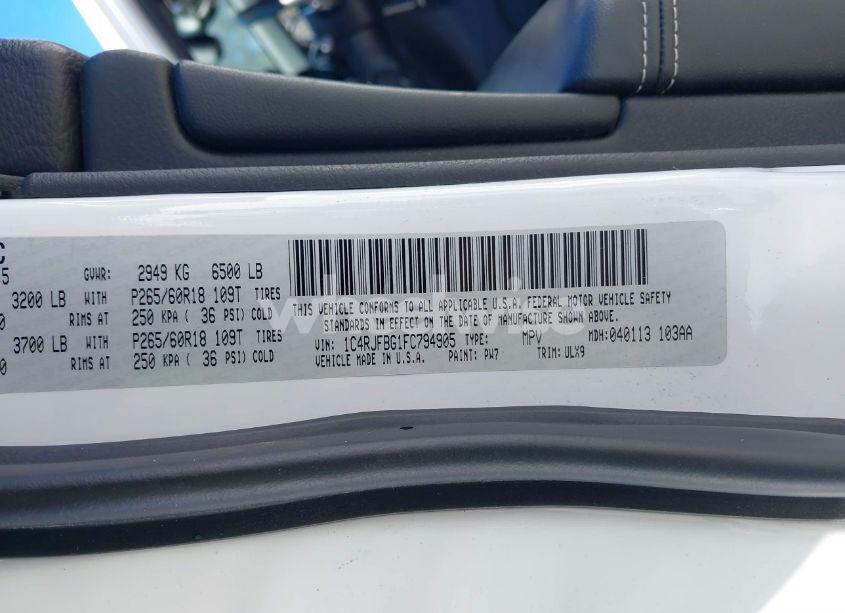 C
5
GVWR: 2949 KG 6500 LB
3200 LB WITH P265/60R18 109T TIRES
0 RIMS AT 250 KPA ( 36 PSI) COLD
3700 LB WITH P265/60R18 109T TIRES
0 RIMS AT 250 KPA ( 36 PSI) COLD
THIS VEHICLE CONFORMS TO ALL APPLICABLE U.S.A. FEDERAL MOTOR VEHICLE SAFETY
STANDARDS IN EFFECT ON THE DATE OF MANUFACTURE SHOWN ABOVE.
VIN: 1C4RJFBG1FC794905 TYPE: MPV MDH: 040113 103AA
VEHICLE MADE IN U.S.A. PAINT: PW7 TRIM: ULX9